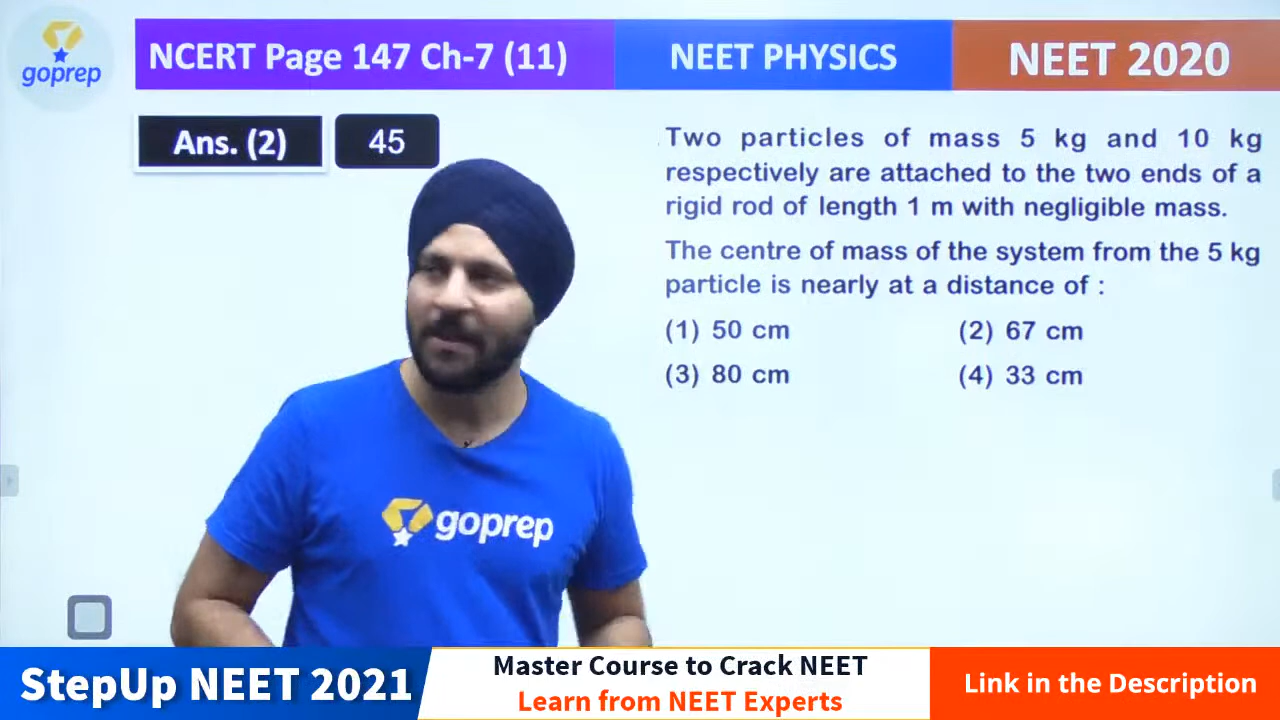 goprep
NCERT Page 147 Ch-7 (11)
NEET PHYSICS
NEET 2020
Ans. (2)
45
Two particles of mass 5 kg and 10 kg
respectively are attached to the two ends of a
rigid rod of length 1 m with negligible mass.
The centre of mass of the system from the 5 kg
particle is nearly at a distance of :
(1) 50 cm
(2) 67 cm
(3) 80 cm
(4) 33 cm
goprep
StepUp NEET 2021
Master Course to Crack NEET
Learn from NEET Experts
Link in the Description